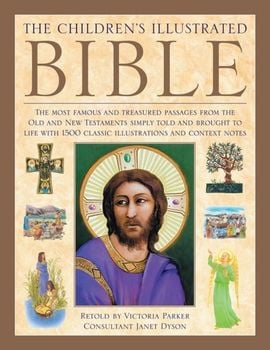 THE CHILDREN'S ILLUSTRATED
BIBLE
THE MOST FAMOUS AND TREASURED PASSAGES FROM THE
OLD AND NEW TESTAMENTS SIMPLY TOLD AND BROUGHT TO
LIFE WITH 1500 CLASSIC ILLUSTRATIONS AND CONTEXT NOTES
RETOLD BY VICTORIA PARKER
CONSULTANT JANET DYSON